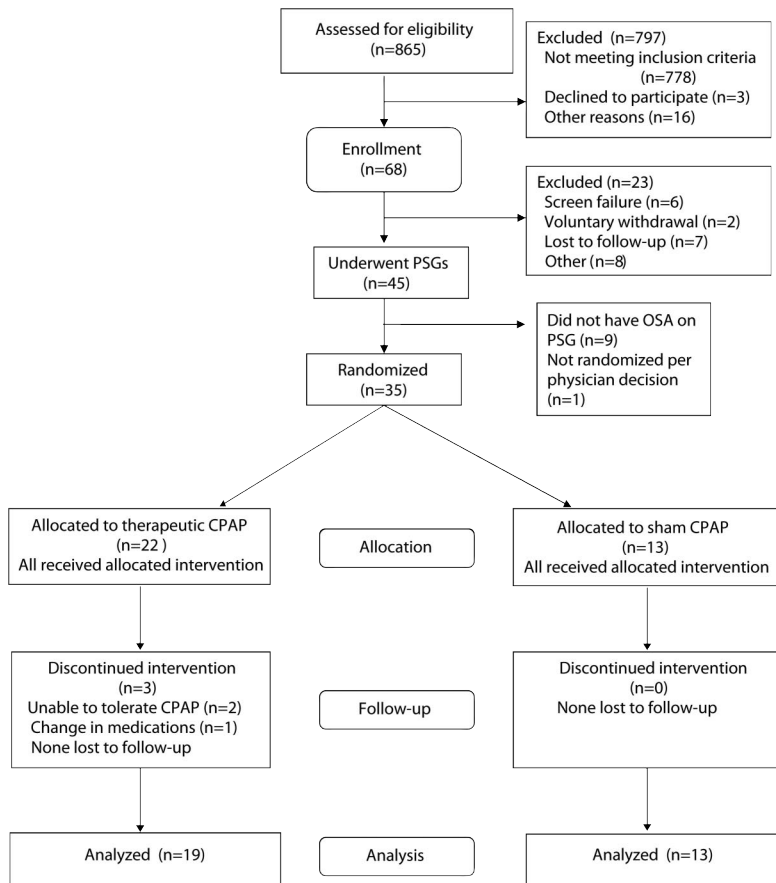 Assessed for eligibility
(n=865)
Excluded (n=797)
Not meeting inclusion criteria
(n=778)
Declined to participate (n=3)
Other reasons (n=16)
Enrollment
(n=68)
Excluded (n=23)
Screen failure (n=6)
Voluntary withdrawal (n=2)
Lost to follow-up (n=7)
Other (n=8)
Underwent PSGs
(n=45)
Did not have OSA on
PSG (n=9)
Not randomized per
physician decision
(n=1)
Randomized
(n=35)
Allocated to therapeutic CPAP
(n=22 )
All received allocated intervention
Allocation
Allocated to sham CPAP
(n=13)
All received allocated intervention
Discontinued intervention
(n=3)
Unable to tolerate CPAP (n=2)
Change in medications (n=1)
None lost to follow-up
Follow-up
Discontinued intervention
(n=0)
None lost to follow-up
Analyzed (n=19)
Analysis
Analyzed (n=13)